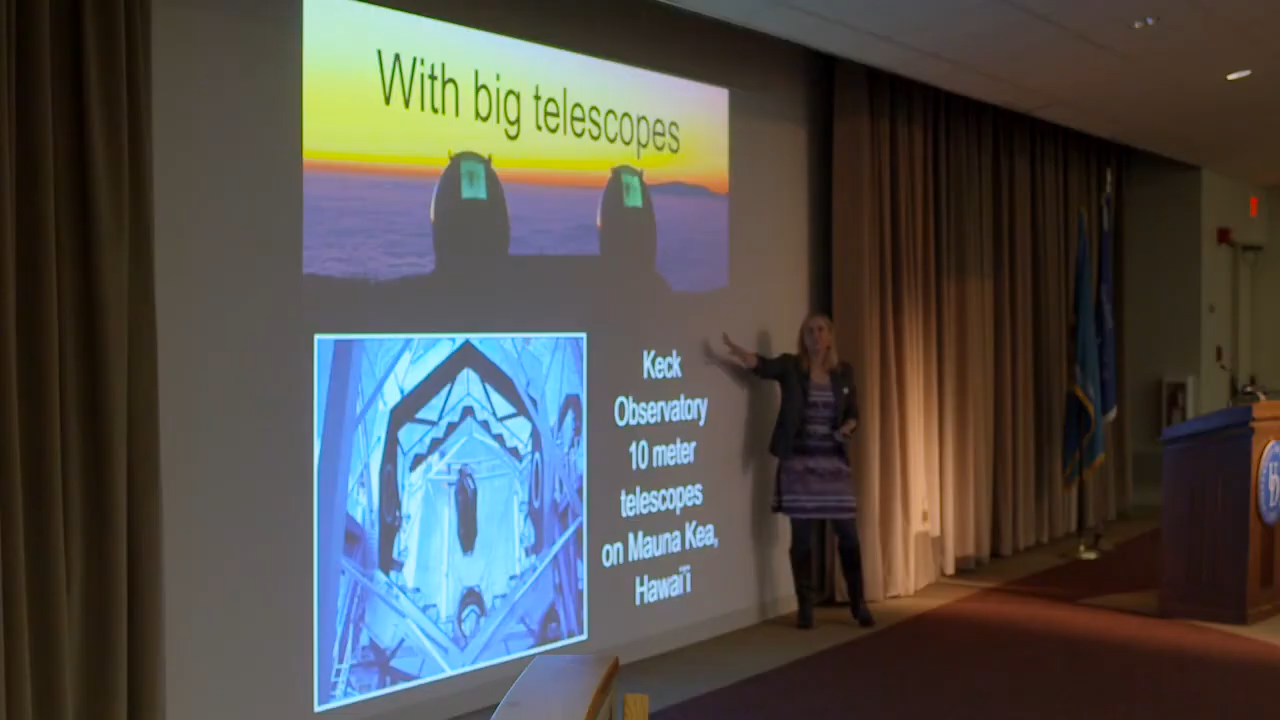 With big telescopes
Keck
Observatory
10 meter
telescopes
on Mauna Kea,
Hawai'i